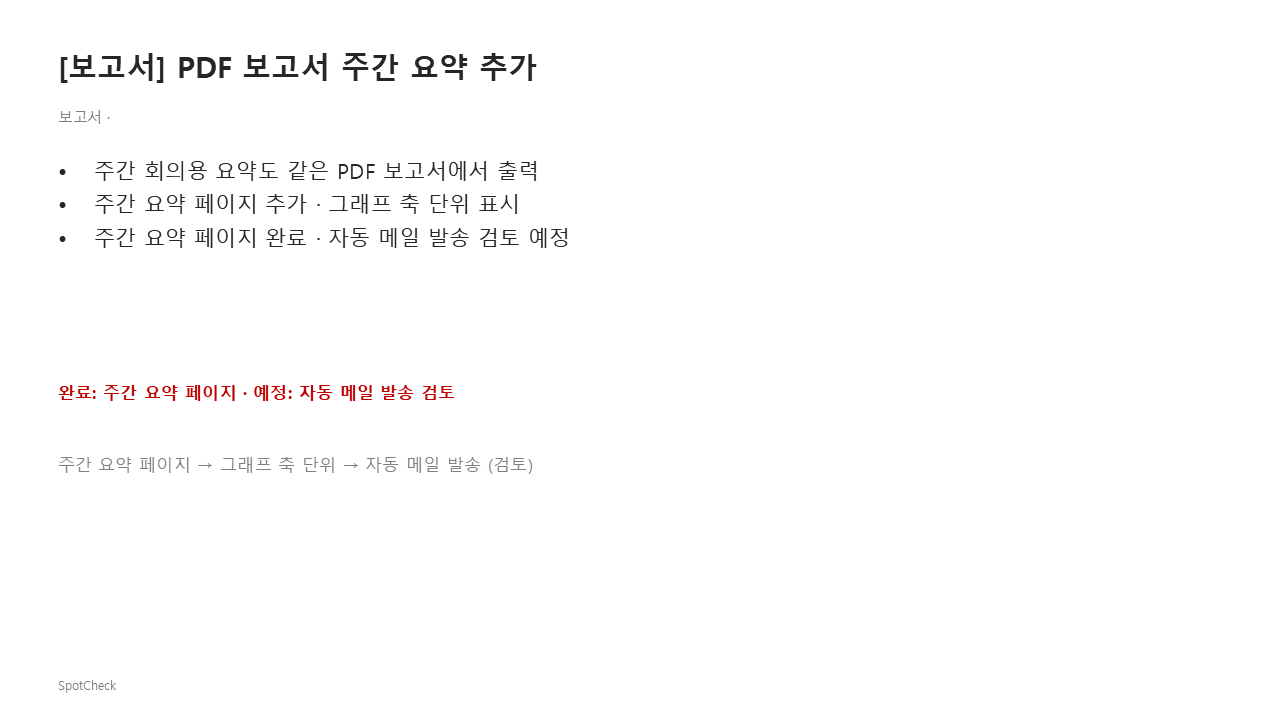 [보고서] PDF 보고서 주간 요약 추가
보고서 ·
• 주간 회의용 요약도 같은 PDF 보고서에서 출력
• 주간 요약 페이지 추가 · 그래프 축 단위 표시
• 주간 요약 페이지 완료 · 자동 메일 발송 검토 예정
완료: 주간 요약 페이지 · 예정: 자동 메일 발송 검토
주간 요약 페이지 → 그래프 축 단위 → 자동 메일 발송 (검토)
SpotCheck